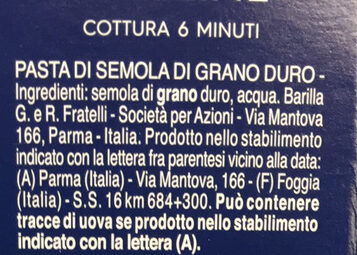 COTTURA 6 MINUTI
PASTA DI SEMOLA DI GRANO DURO -
Ingredienti: semola di grano duro, acqua. Barilla
G. e R. Fratelli - Società per Azioni - Via Mantova
166, Parma - Italia. Prodotto nello stabilimento
indicato con la lettera fra parentesi vicino alla data:
(A) Parma (Italia) - Via Mantova, 166 - (F) Foggia
(Italia) - S.S. 16 km 684+300. Può contenere
tracce di uova se prodotto nello stabilimento
indicato con la lettera (A).